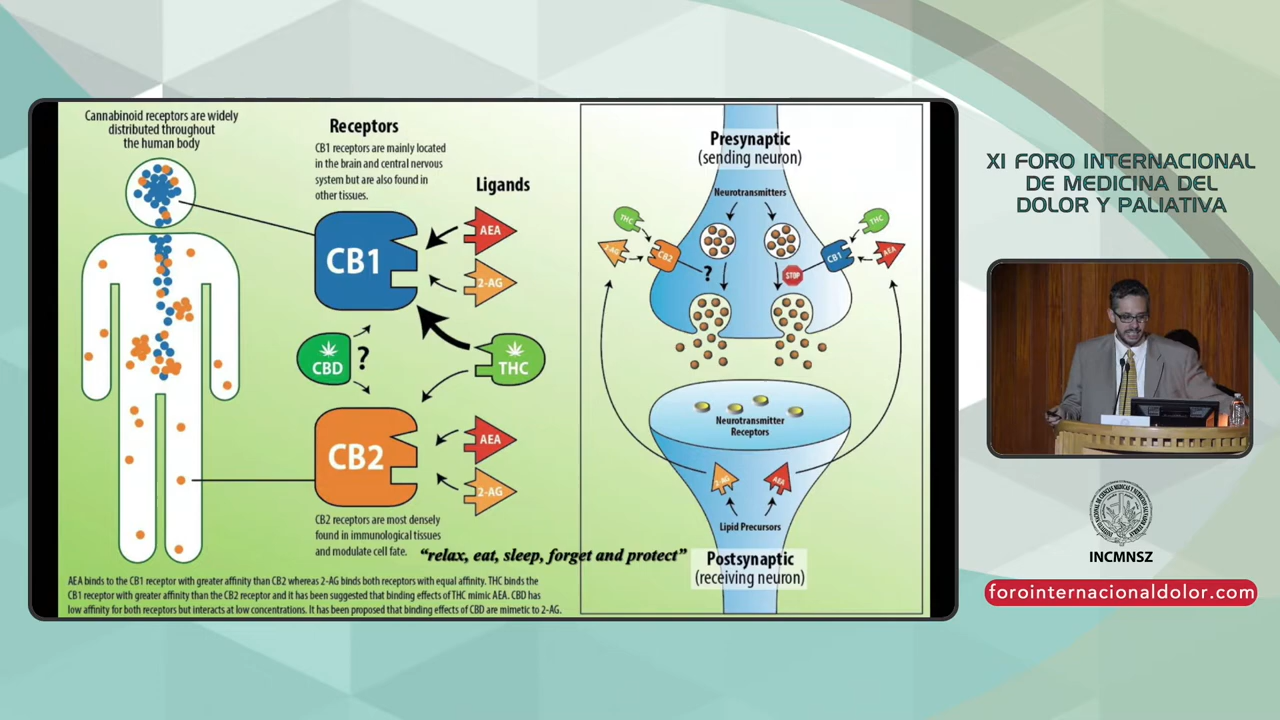 Cannabinoid receptors are widely
distributed throughout
the human body
Receptors
CB1 receptors are mainly located
in the brain and central nervous
system but are also found in
other tissues.
Ligands
CB1
AEA
2-AG
CBD
?
THC
CB2
AEA
2-AG
CB2 receptors are most densely
found in immunological tissues
and modulate cell fate.
“relax, eat, sleep, forget and protect”
AEA binds to the CB1 receptor with greater affinity than CB2 whereas 2-AG binds both receptors with equal affinity. THC binds the
CB1 receptor with greater affinity than the CB2 receptor and it has been suggested that binding effects of THC mimic AEA. CBD has
low affinity for both receptors but interacts at low concentrations. It has been proposed that binding effects of CBD are mimetic to 2-AG.
Presynaptic
(sending neuron)
Neurotransmitters
THC
THC
2-AG
CB2
?
STOP
CB1
AEA
Neurotransmitter
Receptors
2-AG
AEA
Lipid Precursors
Postsynaptic
(receiving neuron)
XI FORO INTERNACIONAL
DE MEDICINA DEL
DOLOR Y PALIATIVA
INCMNSZ
forointernacionaldolor.com